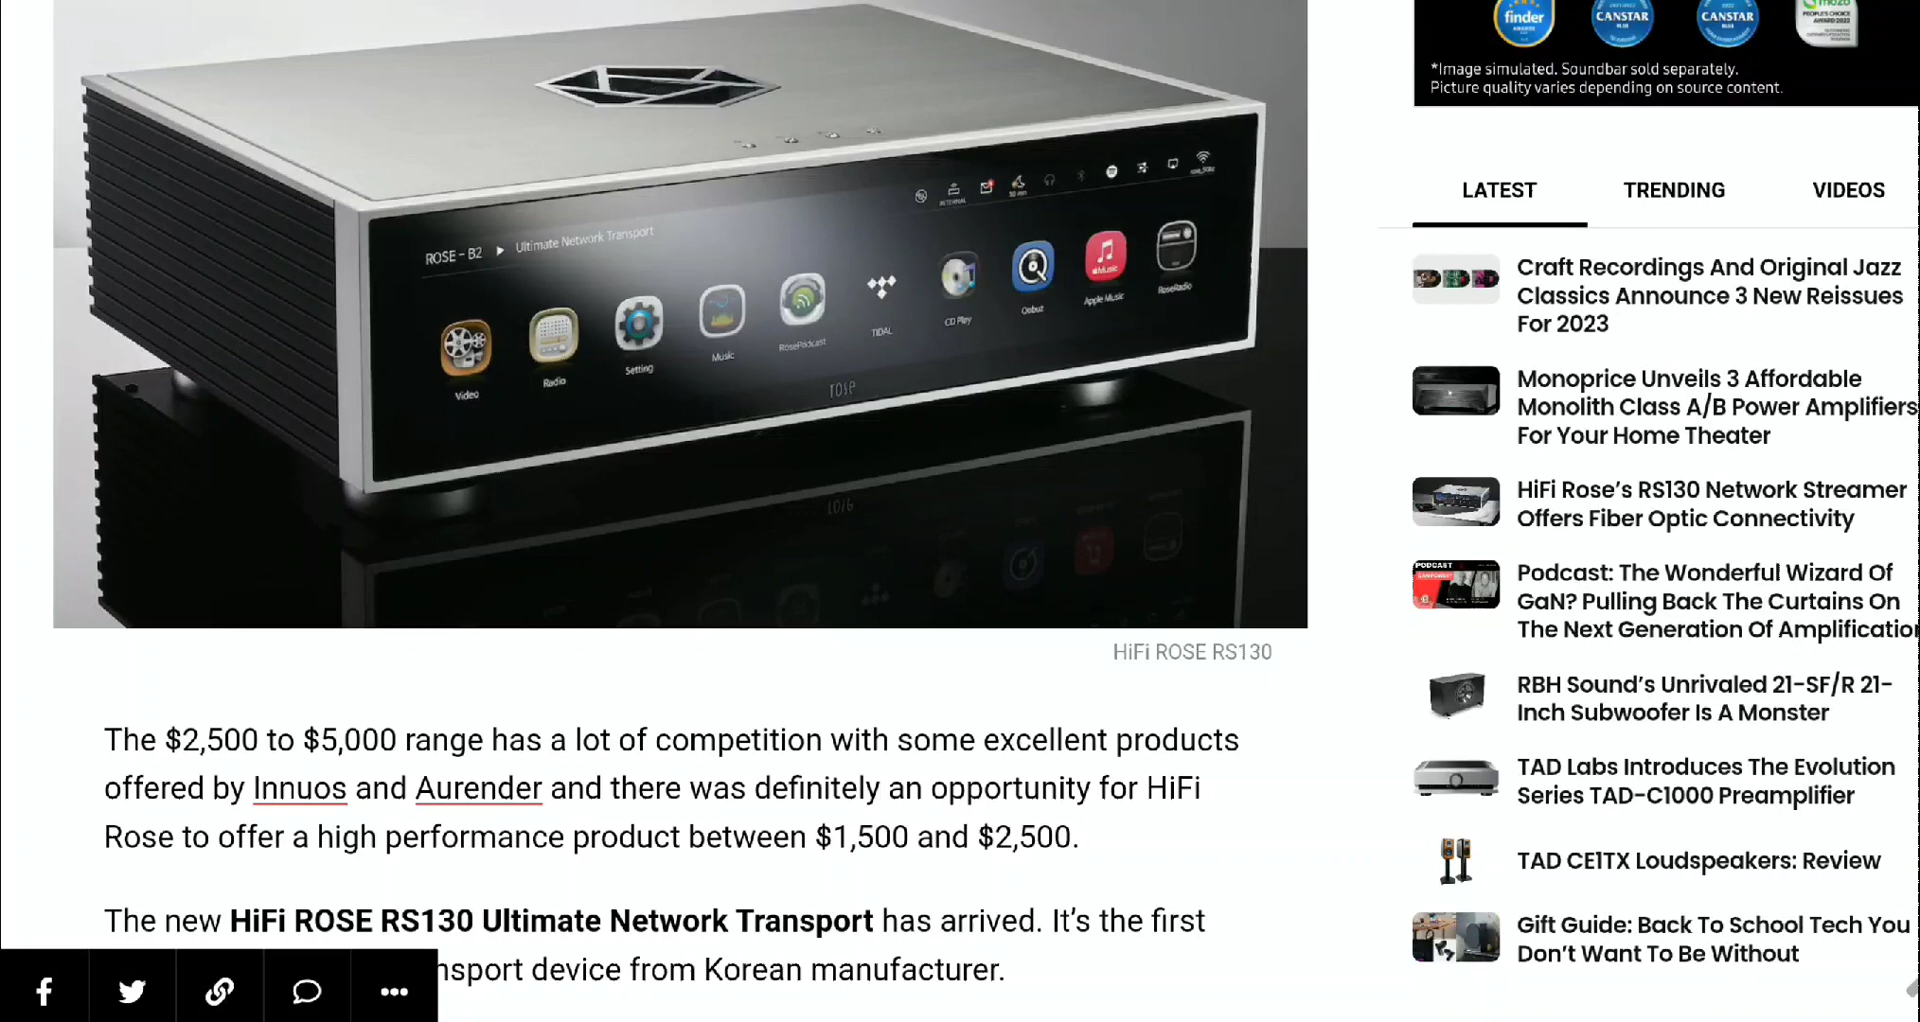 finder
CANSTAR
CANSTAR
mozo
PEOPLE'S CHOICE
*Image simulated. Soundbar sold separately.
Picture quality varies depending on source content.
INTERNAL
ROSE – B2 ▶ Ultimate Network Transport
Video
Radio
Setting
Music
RosePodcast
TIDAL
CD Play
Qobuz
Apple Music
RoseRadio
rose
HiFi ROSE RS130
The $2,500 to $5,000 range has a lot of competition with some excellent products
offered by Innuos and Aurender and there was definitely an opportunity for HiFi
Rose to offer a high performance product between $1,500 and $2,500.
The new HiFi ROSE RS130 Ultimate Network Transport has arrived. It's the first
nsport device from Korean manufacturer.
LATEST TRENDING VIDEOS
Craft Recordings And Original Jazz
Classics Announce 3 New Reissues
For 2023
Monoprice Unveils 3 Affordable
Monolith Class A/B Power Amplifiers
For Your Home Theater
HiFi Rose's RS130 Network Streamer
Offers Fiber Optic Connectivity
PODCAST
Podcast: The Wonderful Wizard Of
GaN? Pulling Back The Curtains On
The Next Generation Of Amplification
RBH Sound's Unrivaled 21-SF/R 21-
Inch Subwoofer Is A Monster
TAD Labs Introduces The Evolution
Series TAD-C1000 Preamplifier
TAD CE1TX Loudspeakers: Review
Gift Guide: Back To School Tech You
Don't Want To Be Without